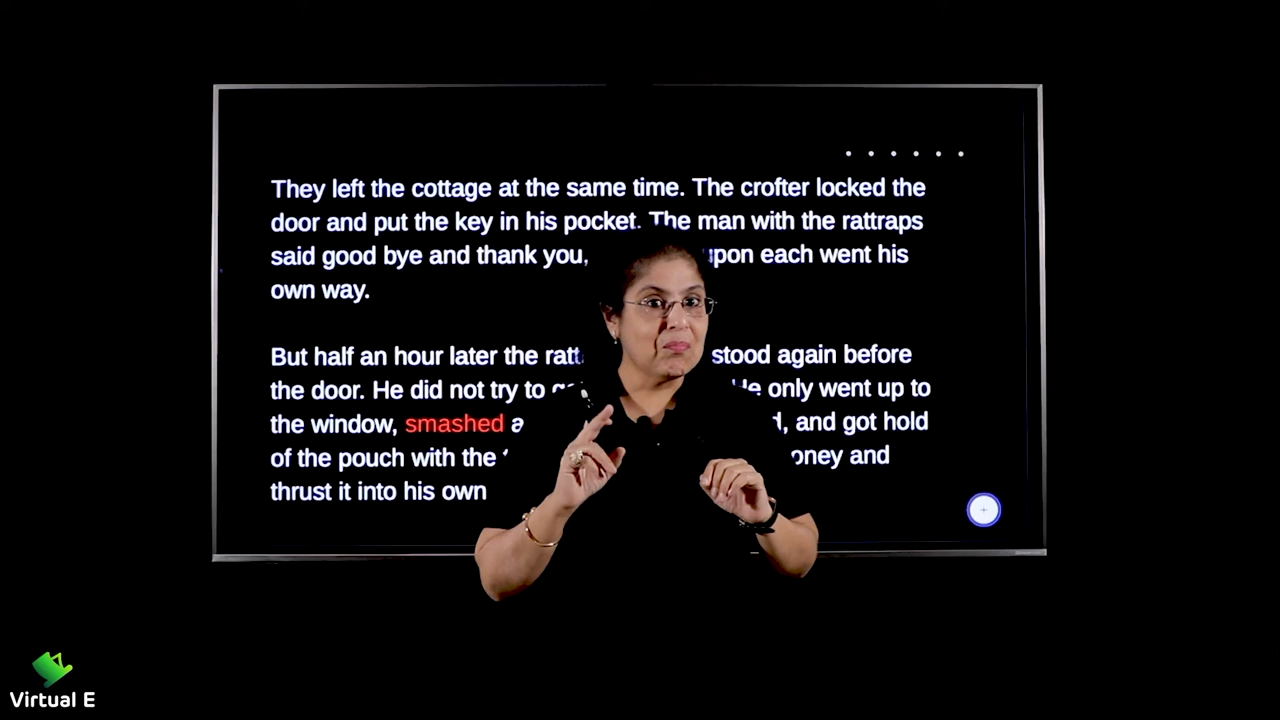 They left the cottage at the same time. The crofter locked the
door and put the key in his pocket. The man with the rattraps
said good bye and thank you, upon each went his
own way.
But half an hour later the stood again before
the door. He did not try to He only went up to
the window, smashed and got hold
of the pouch with the and
thrust it into his own
Virtual E